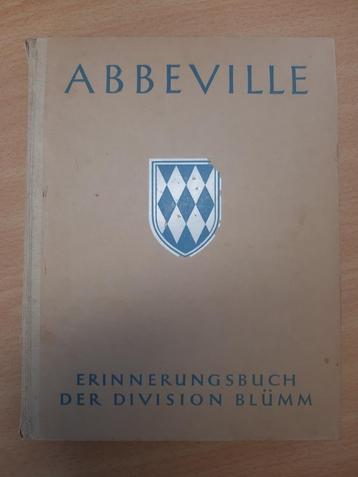 ABBEVILLE
ERINNERUNGSBUCH
DER DIVISION BLÜMM